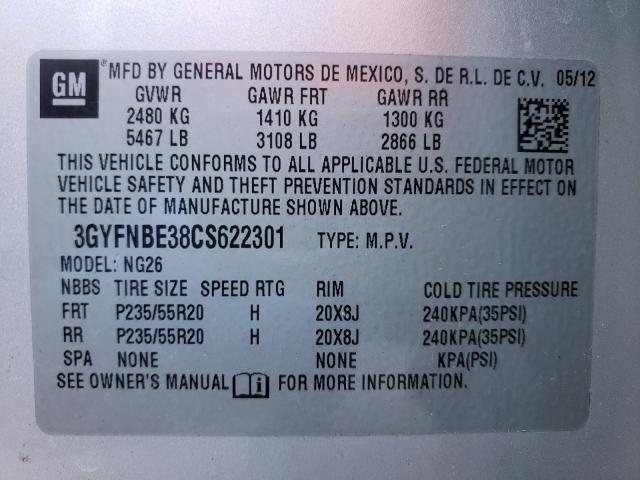 GM
® MFD BY GENERAL MOTORS DE MEXICO, S. DE R.L. DE C.V. 05/12
GVWR GAWR FRT GAWR RR
2480 KG 1410 KG 1300 KG
5467 LB 3108 LB 2866 LB
THIS VEHICLE CONFORMS TO ALL APPLICABLE U.S. FEDERAL MOTOR
VEHICLE SAFETY AND THEFT PREVENTION STANDARDS IN EFFECT ON
THE DATE OF MANUFACTURE SHOWN ABOVE.
3GYFNBE38CS622301 TYPE: M.P.V.
MODEL: NG26
NBBS TIRE SIZE SPEED RTG RIM COLD TIRE PRESSURE
FRT P235/55R20 H 20X8J 240KPA(35PSI)
RR P235/55R20 H 20X8J 240KPA(35PSI)
SPA NONE NONE KPA(PSI)
SEE OWNER'S MANUAL i FOR MORE INFORMATION.